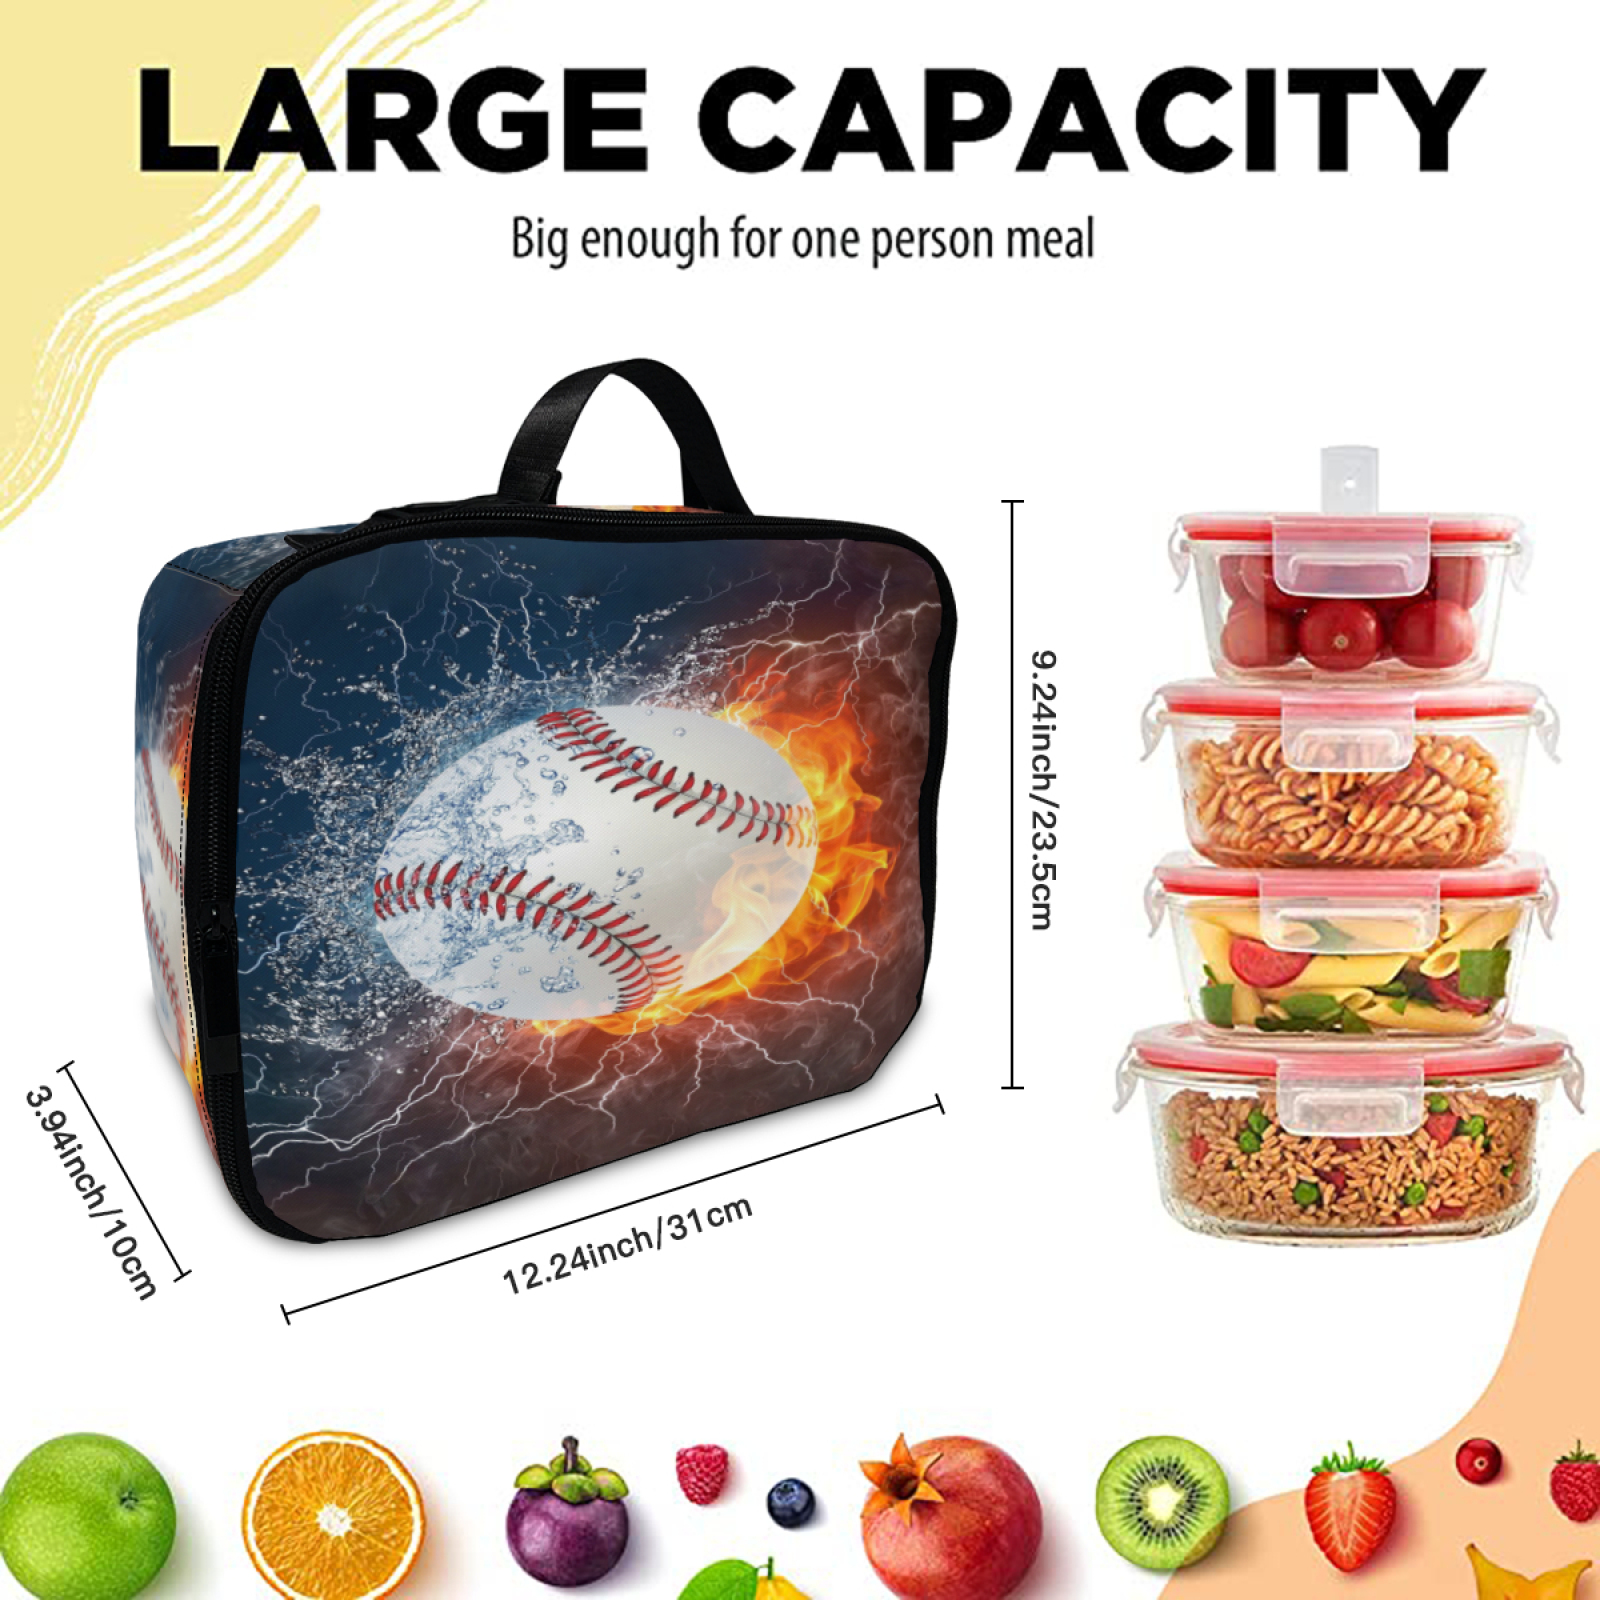 LARGE CAPACITY
Big enough for one person meal
9.24inch/23.5cm
3.94inch/10cm
12.24inch/31cm